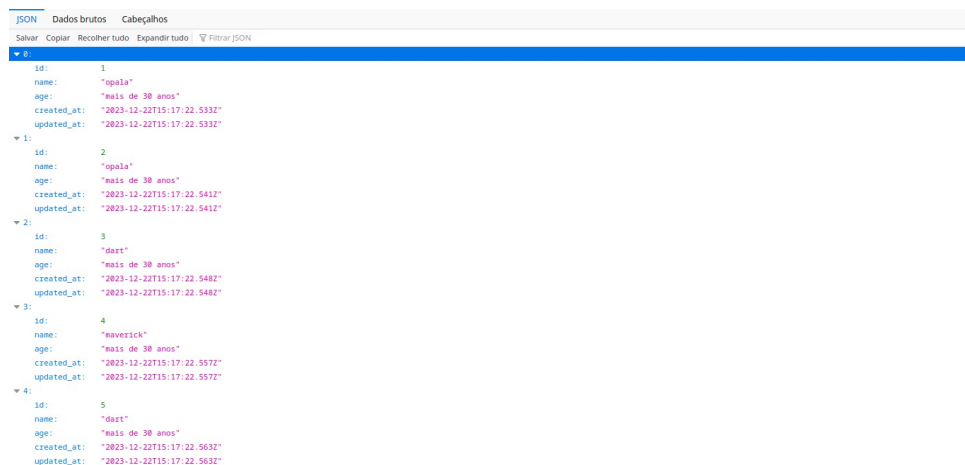 JSON Dados brutos Cabeçalhos
Salvar Copiar Recolher tudo Expandir tudo Filtrar JSON
0:
id: 1
name: "opala"
age: "mais de 30 anos"
created_at: "2023-12-22T15:17:22.533Z"
updated_at: "2023-12-22T15:17:22.533Z"
1:
id: 2
name: "opala"
age: "mais de 30 anos"
created_at: "2023-12-22T15:17:22.541Z"
updated_at: "2023-12-22T15:17:22.541Z"
2:
id: 3
name: "dart"
age: "mais de 30 anos"
created_at: "2023-12-22T15:17:22.548Z"
updated_at: "2023-12-22T15:17:22.548Z"
3:
id: 4
name: "maverick"
age: "mais de 30 anos"
created_at: "2023-12-22T15:17:22.557Z"
updated_at: "2023-12-22T15:17:22.557Z"
4:
id: 5
name: "dart"
age: "mais de 30 anos"
created_at: "2023-12-22T15:17:22.563Z"
updated_at: "2023-12-22T15:17:22.563Z"